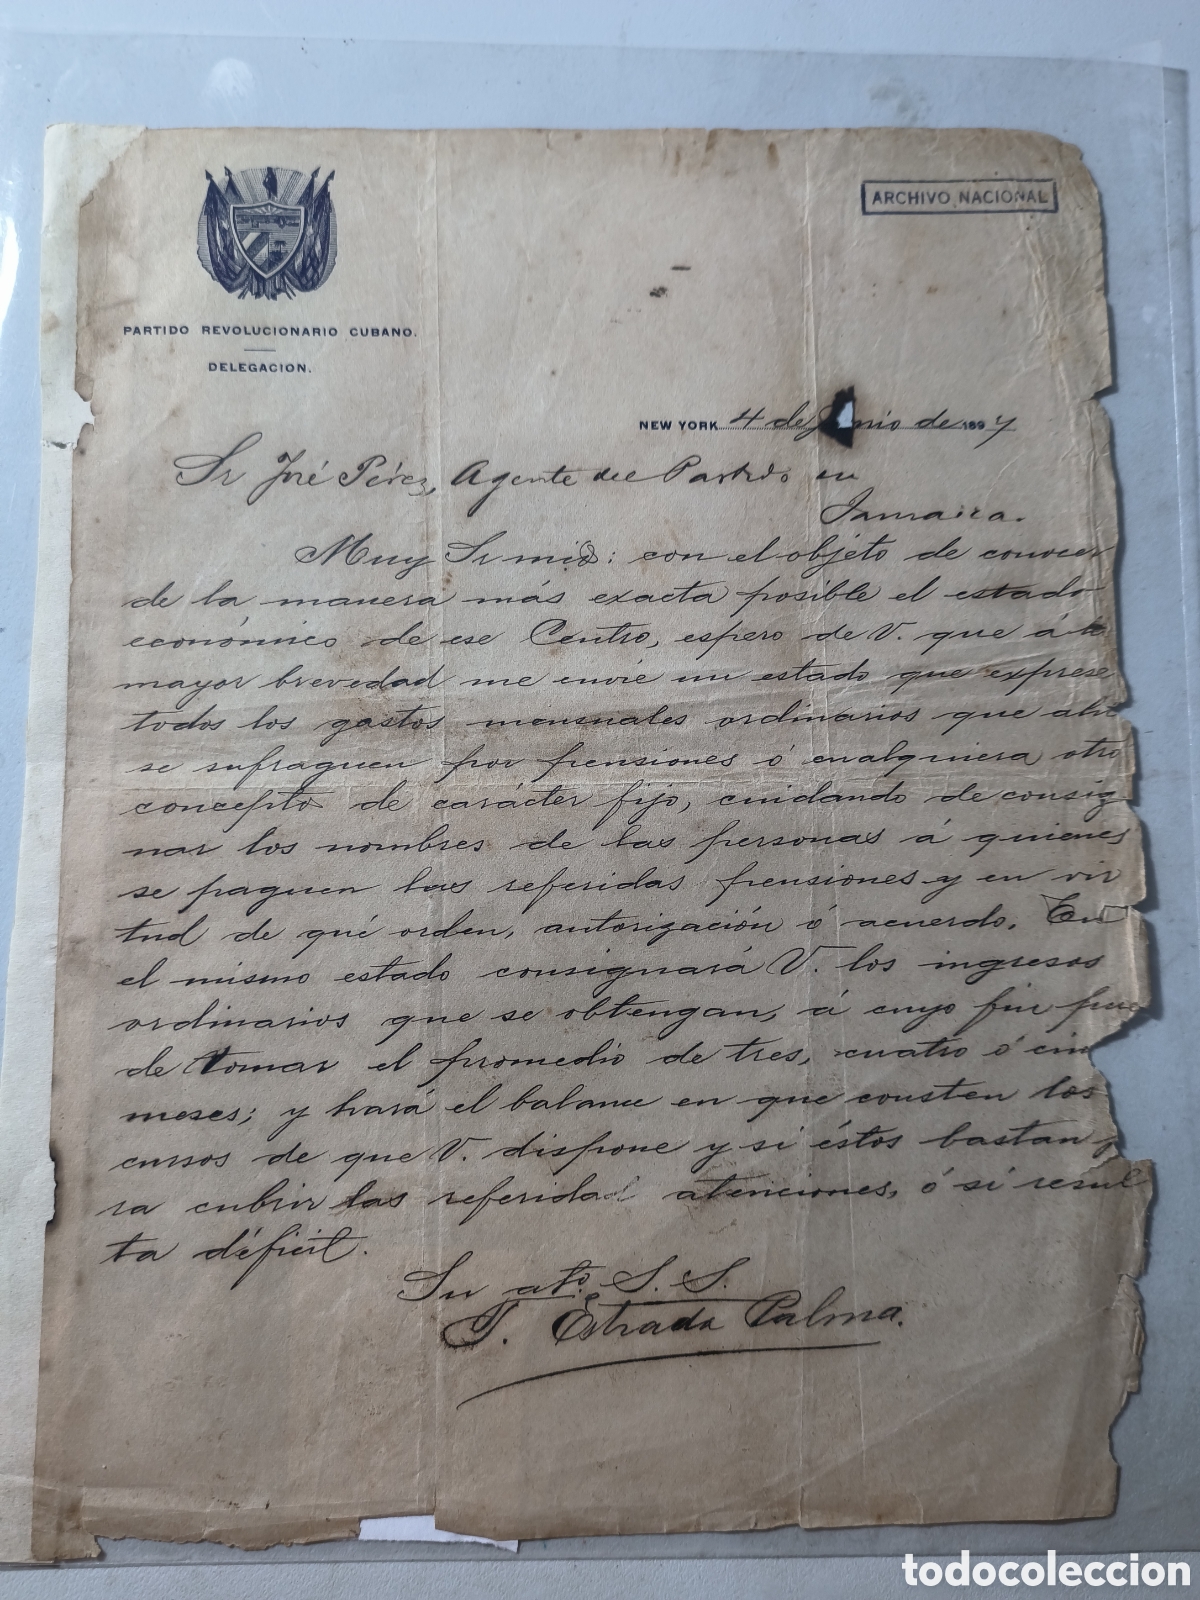 ARCHIVO NACIONAL
PARTIDO REVOLUCIONARIO CUBANO.
DELEGACION.
NEW YORK 4 de nio de 1897
Sr José Pérez, Agente del Partido en
Jamaica.
Muy Sr mio: con el objéto de conocer
de la manera más exacta posible el estado
económico de ese Centro, espero de V. que á la
mayor brevedad me envíe un estado que exprese
todos los gastos mensuales ordinarios que ahi
se sufraguen por pensiones ó cualquiera otro
concepto de carácter fijo, cuidando de consig
nar los nombres de las personas á quienes
se paguen las referidas pensiones y en vir
tud de qué orden, autorización ó acuerdo. En
el mismo estado consignará V. los ingresos
ordinarios que se obtengan, á cuyo fin pue
de tomar el promedio de tres, cuatro ó cin
meses; y hará el balance en que consten los
cursos de que V. dispone y si éstos bastan
ra cubrir las referidad atenciones, ó si resul
ta déficit.
Su ato. S. S.
T. Estrada Palma.
todocoleccion